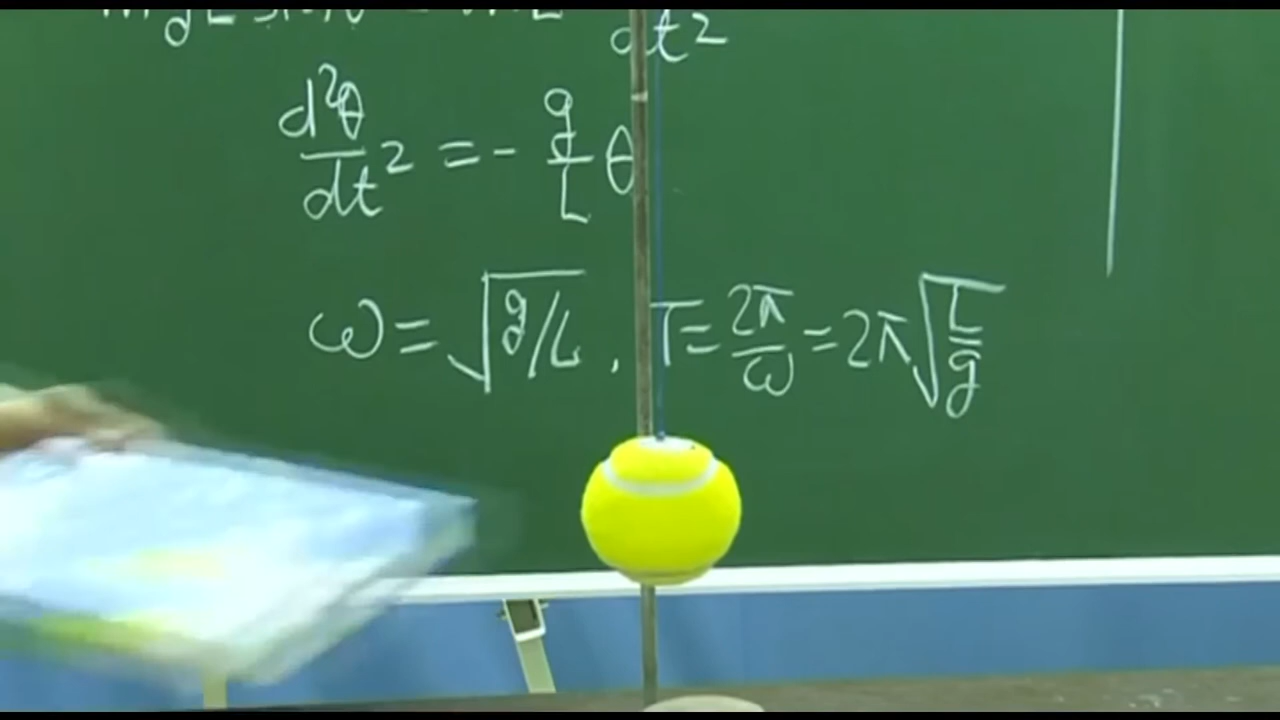 dt²
d²θ/dt² = - g/L θ
ω = √g/L , T = 2π/ω = 2π√L/g